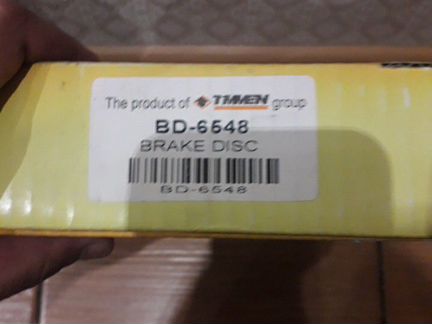 The product of TMMEN group
BD-6548
BRAKE DISC
BD-6548